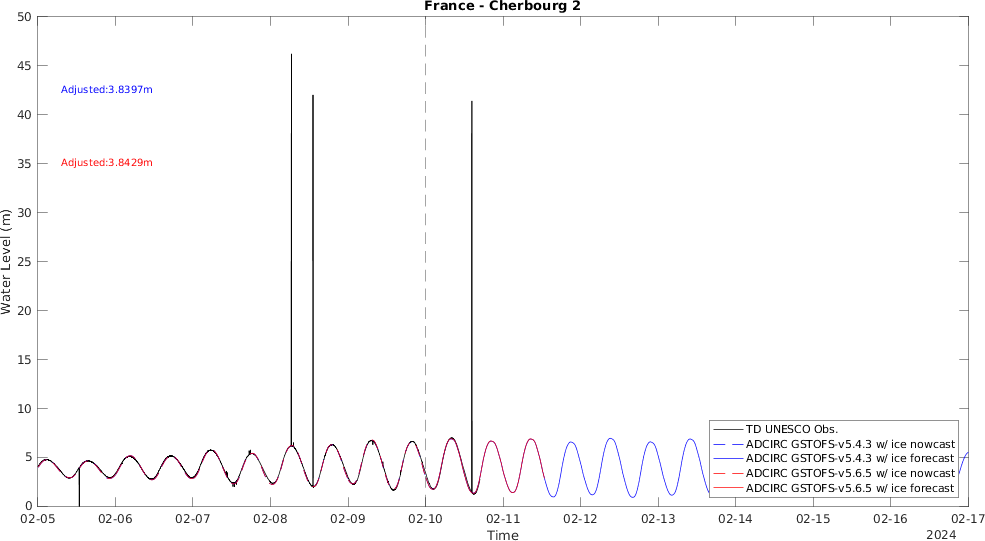 France - Cherbourg 2
50
45
40
35
30
25
20
15
10
5
0
Water Level (m)
Adjusted:3.8397m
Adjusted:3.8429m
TD UNESCO Obs.
ADCIRC GSTOFS-v5.4.3 w/ ice nowcast
ADCIRC GSTOFS-v5.4.3 w/ ice forecast
ADCIRC GSTOFS-v5.6.5 w/ ice nowcast
ADCIRC GSTOFS-v5.6.5 w/ ice forecast
02-05 02-06 02-07 02-08 02-09 02-10 02-11 02-12 02-13 02-14 02-15 02-16 02-17
Time
2024